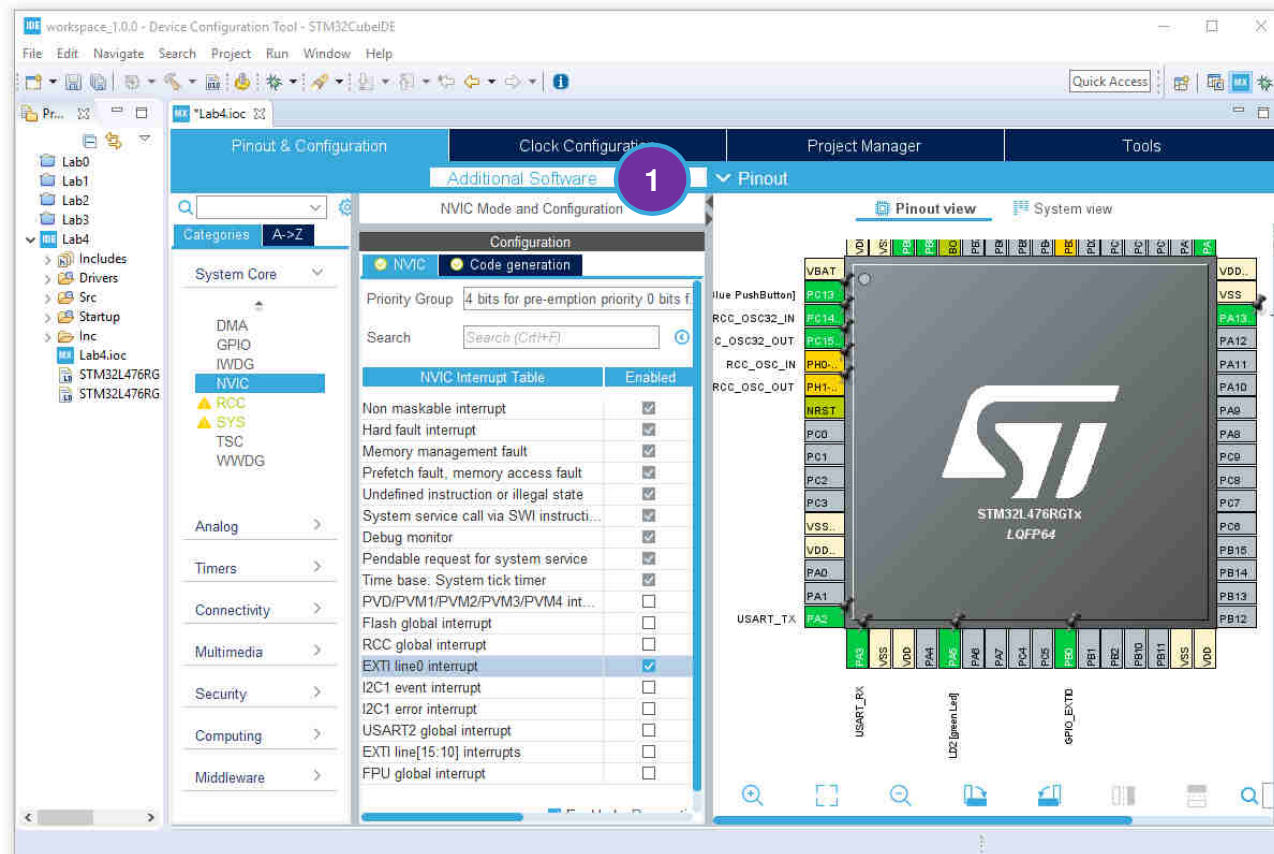 IDE workspace_1.0.0 - Device Configuration Tool - STM32CubeIDE
File Edit Navigate Search Project Run Window Help
Quick Access
Pr...
MX *Lab4.ioc
Pinout & Configuration Clock Configuration Project Manager Tools
Additional Software 1 Pinout
NVIC Mode and Configuration
Pinout view System view
Lab0
Lab1
Lab2
Lab3
IDE Lab4
Includes
Drivers
Src
Startup
Inc
MX Lab4.ioc
STM32L476RG
STM32L476RG
Categories A->Z
System Core
DMA
GPIO
IWDG
NVIC
RCC
SYS
TSC
WWDG
Analog
Timers
Connectivity
Multimedia
Security
Computing
Middleware
Configuration
NVIC Code generation
Priority Group 4 bits for pre-emption priority 0 bits f.
Search Search (Crtl+F)
NVIC Interrupt Table Enabled
Non maskable interrupt
Hard fault interrupt
Memory management fault
Prefetch fault, memory access fault
Undefined instruction or illegal state
System service call via SWI instructi...
Debug monitor
Pendable request for system service
Time base: System tick timer
PVD/PVM1/PVM2/PVM3/PVM4 int...
Flash global interrupt
RCC global interrupt
EXTI line0 interrupt
I2C1 event interrupt
I2C1 error interrupt
USART2 global interrupt
EXTI line[15:10] interrupts
FPU global interrupt
VBAT
Blue PushButton] PC13..
RCC_OSC32_IN PC14..
C_OSC32_OUT PC15..
RCC_OSC_IN PH0-..
RCC_OSC_OUT PH1-..
NRST
PC0
PC1
PC2
PC3
VSS..
VDD..
PA0
PA1
USART_TX PA2
ST
STM32L476RGTx
LQFP64
VDD..
VSS
PA13..
PA12
PA11
PA10
PA9
PA8
PC9
PC8
PC7
PC6
PB15
PB14
PB13
PB12
PA3 VSS VDD PA4 PA5 PA6 PA7 PC4 PC5 PB0 PB1 PB2 PB10 PB11 VSS VDD
USART_RX
LD2 [green Led]
GPIO_EXTI0